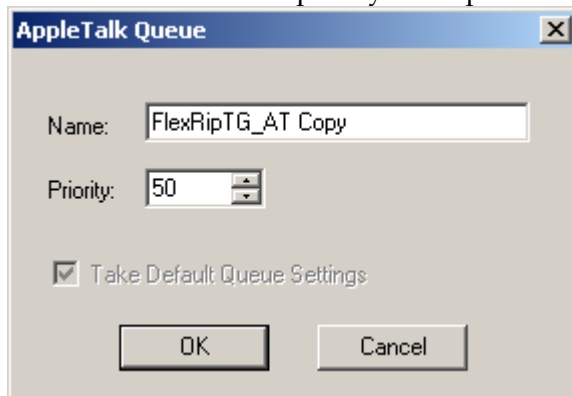 AppleTalk Queue
Name: FlexRipTG_AT Copy
Priority: 50
Take Default Queue Settings
OK Cancel